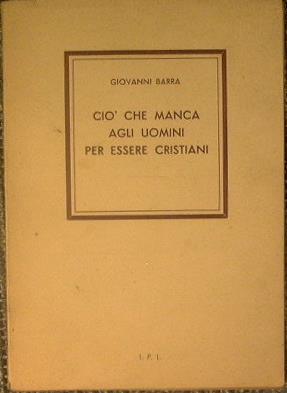 GIOVANNI BARRA
CIO' CHE MANCA
AGLI UOMINI
PER ESSERE CRISTIANI
I. P. L.